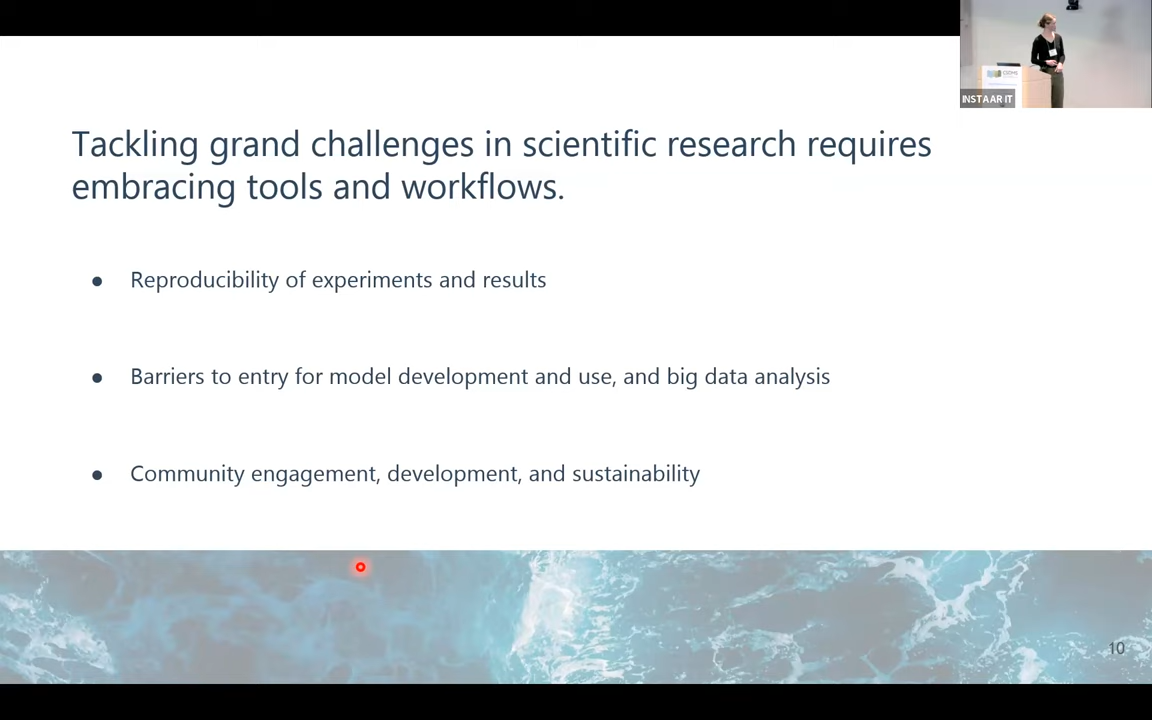 Tackling grand challenges in scientific research requires
embracing tools and workflows.
● Reproducibility of experiments and results
● Barriers to entry for model development and use, and big data analysis
● Community engagement, development, and sustainability
INSTAAR IT
10